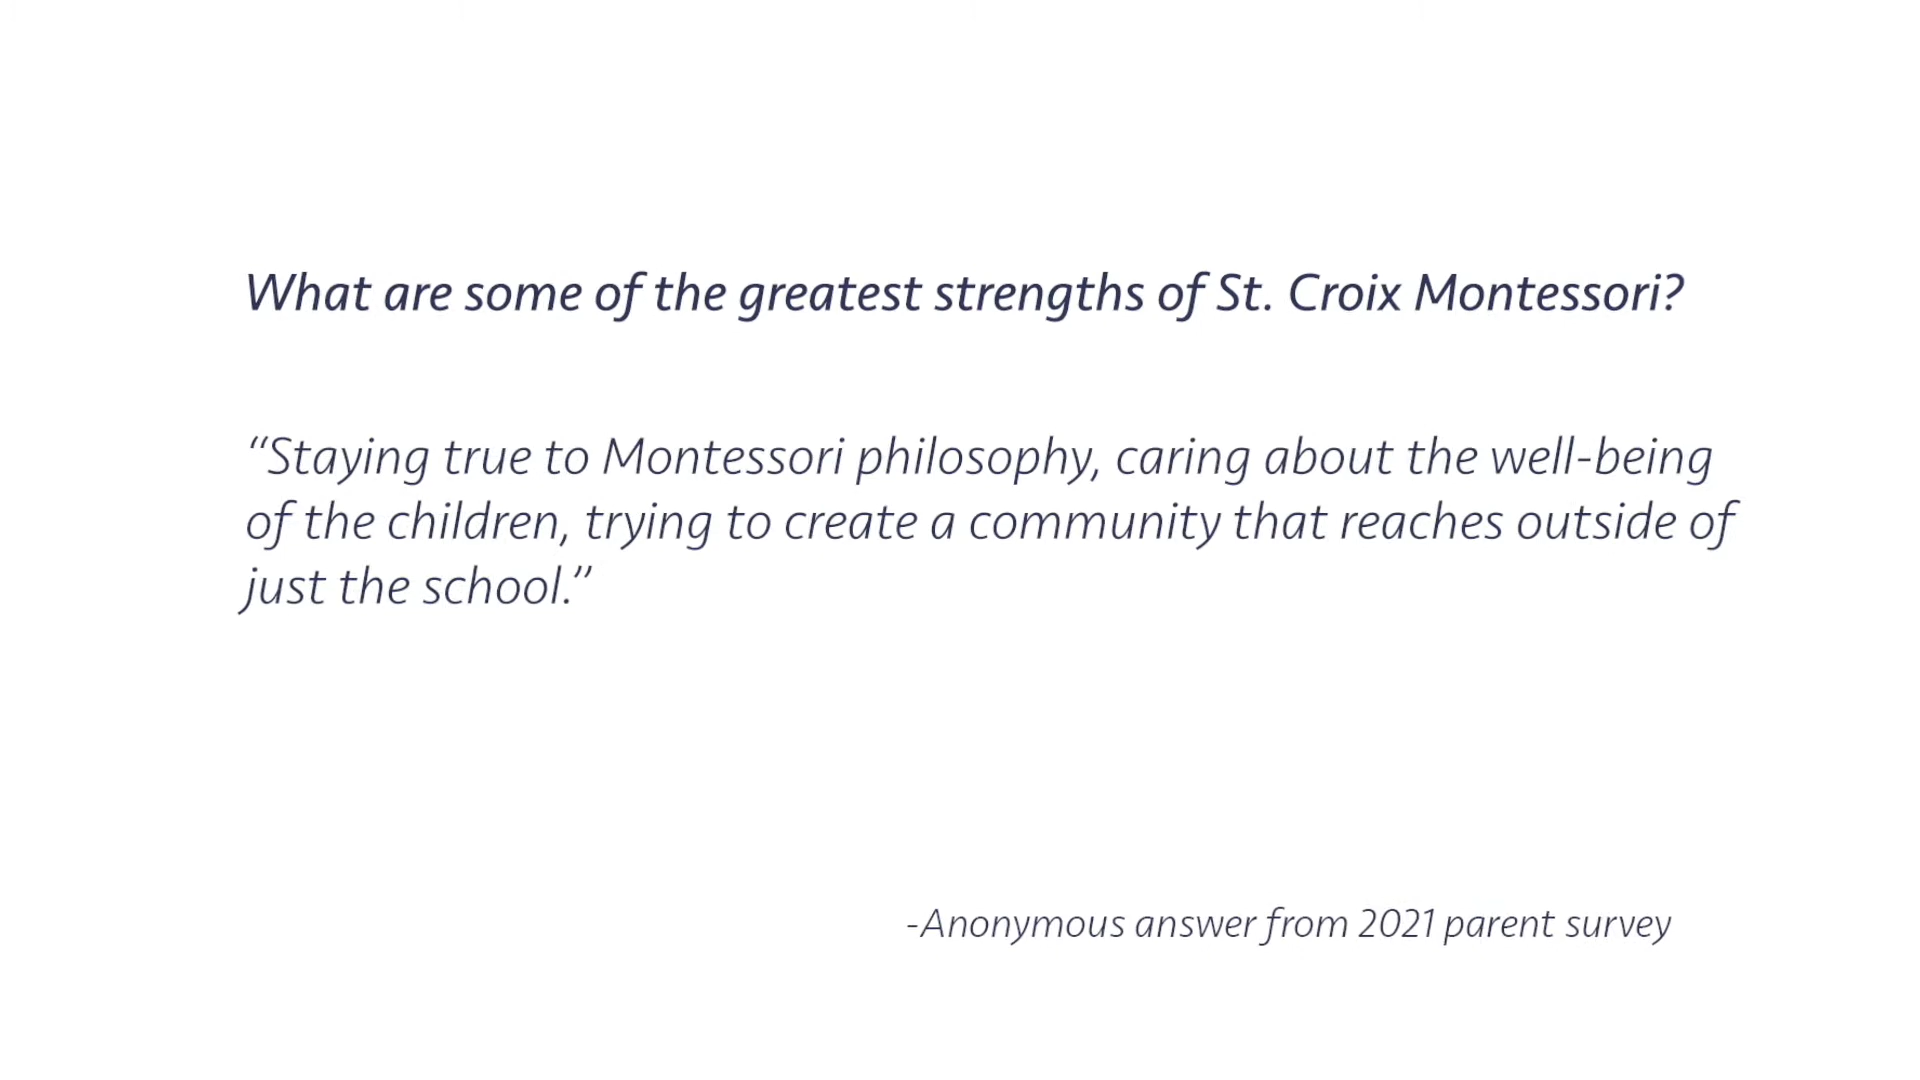 What are some of the greatest strengths of St. Croix Montessori?
“Staying true to Montessori philosophy, caring about the well-being
of the children, trying to create a community that reaches outside of
just the school.”
-Anonymous answer from 2021 parent survey